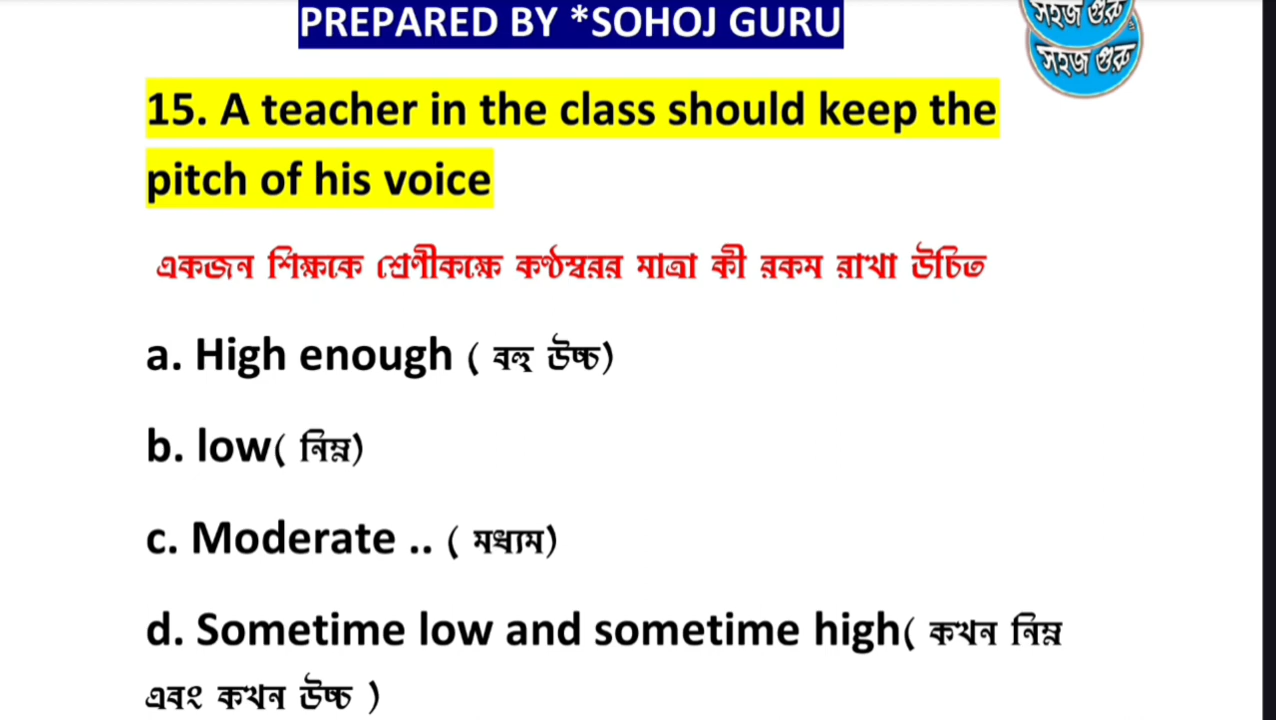 PREPARED BY *SOHOJ GURU
সহজ গুরু
সহজ গুরু
15. A teacher in the class should keep the
pitch of his voice
একজন শিক্ষকে শ্রেণীকক্ষে কণ্ঠস্বরর মাত্রা কী রকম রাখা উচিত
a. High enough ( বহু উচ্চ)
b. low( নিম্ন)
c. Moderate .. ( মধ্যম)
d. Sometime low and sometime high( কখন নিম্ন
এবং কখন উচ্চ )